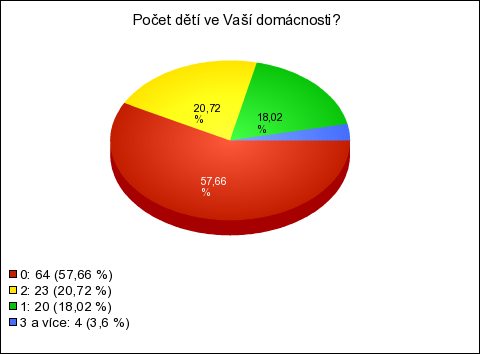 Počet dětí ve Vaší domácnosti?
20,72
%
18,02
%
57,66
%
0: 64 (57,66 %)
2: 23 (20,72 %)
1: 20 (18,02 %)
3 a více: 4 (3,6 %)